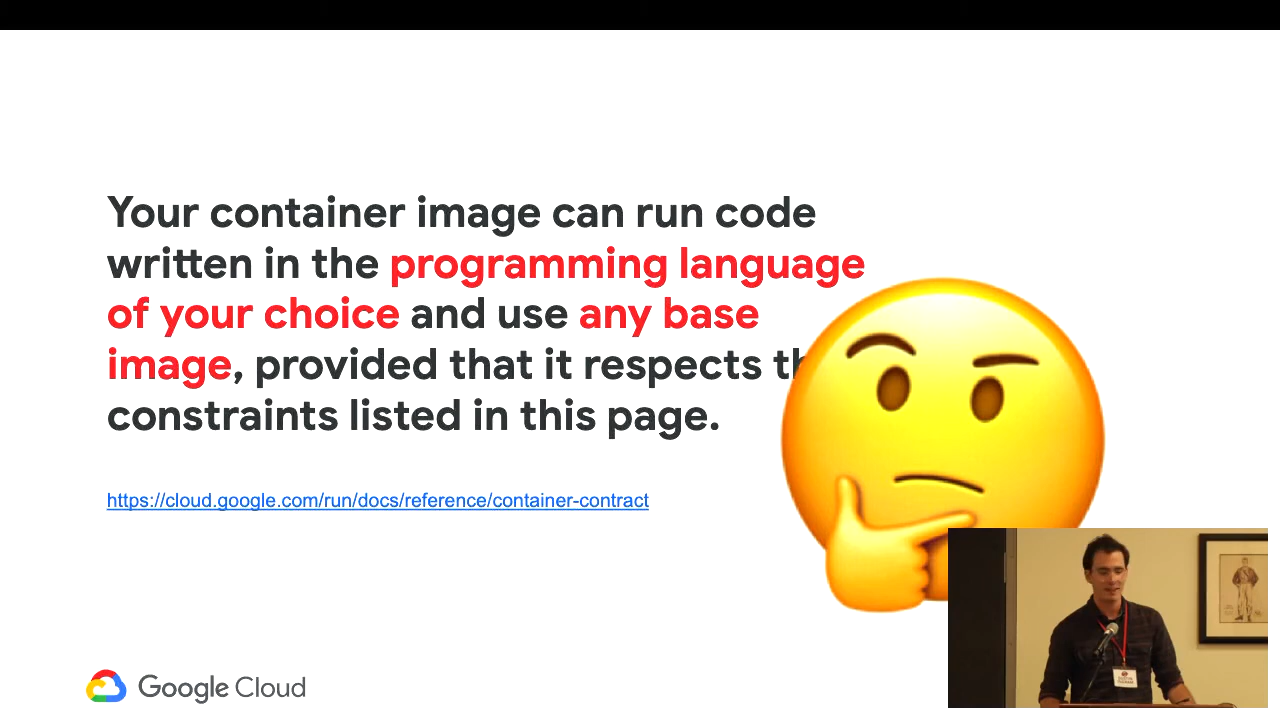 Your container image can run code
written in the programming language
of your choice and use any base
image, provided that it respects
constraints listed in this page.
https://cloud.google.com/run/docs/reference/container-contract
Google Cloud